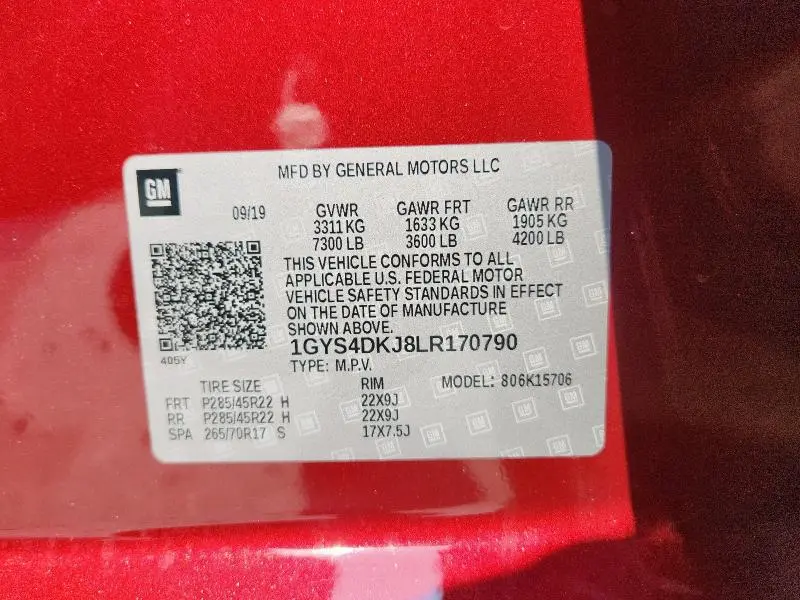 MFD BY GENERAL MOTORS LLC
GM
09/19 GVWR GAWR FRT GAWR RR
3311 KG 1633 KG 1905 KG
7300 LB 3600 LB 4200 LB
THIS VEHICLE CONFORMS TO ALL
APPLICABLE U.S. FEDERAL MOTOR
VEHICLE SAFETY STANDARDS IN EFFECT
ON THE DATE OF MANUFACTURE
SHOWN ABOVE.
405Y
1GYS4DKJ8LR170790
TYPE: M.P.V.
TIRE SIZE RIM MODEL: 806K15706
FRT P285/45R22 H 22X9J
RR P285/45R22 H 22X9J
SPA 265/70R17 S 17X7.5J